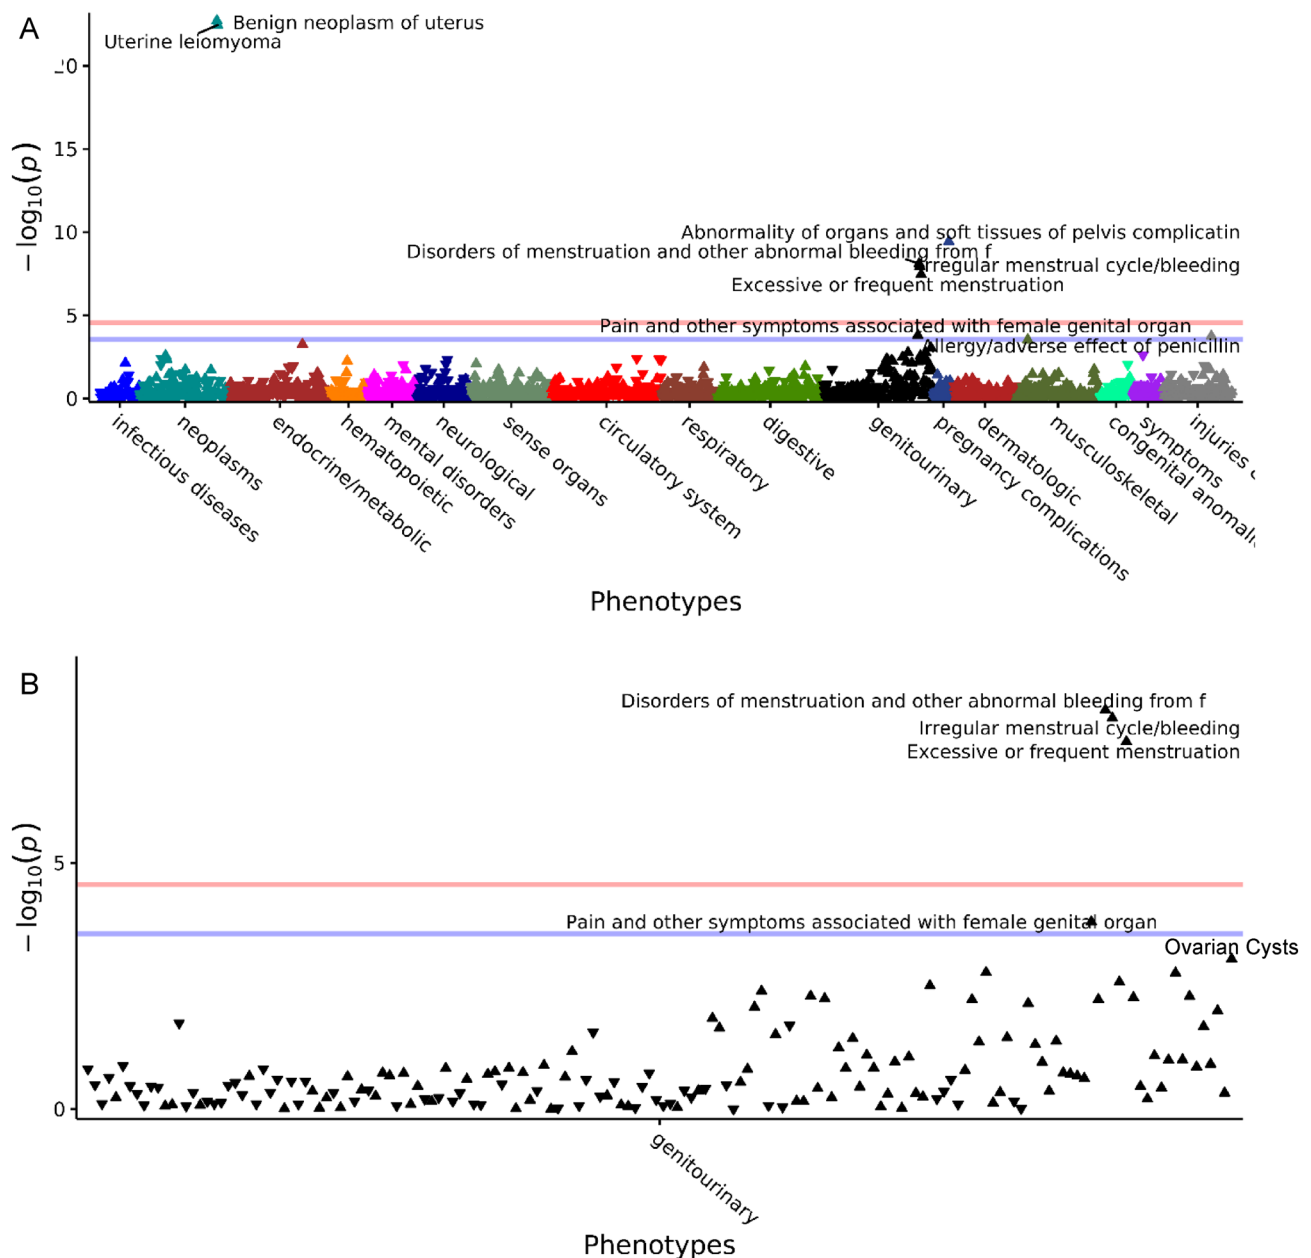 A
Benign neoplasm of uterus
Uterine leiomyoma
20
15
10
5
0
−log10(p)
Abnormality of organs and soft tissues of pelvis complicatin
Disorders of menstruation and other abnormal bleeding from f
Irregular menstrual cycle/bleeding
Excessive or frequent menstruation
Pain and other symptoms associated with female genital organ
Allergy/adverse effect of penicillin
infectious diseases
neoplasms
endocrine/metabolic
hematopoietic
mental disorders
neurological
sense organs
circulatory system
respiratory
digestive
genitourinary
pregnancy complications
dermatologic
musculoskeletal
congenital anomali
symptoms
injuries
Phenotypes
B
Disorders of menstruation and other abnormal bleeding from f
Irregular menstrual cycle/bleeding
Excessive or frequent menstruation
5
−log10(p)
Pain and other symptoms associated with female genital organ
Ovarian Cysts
0
genitourinary
Phenotypes